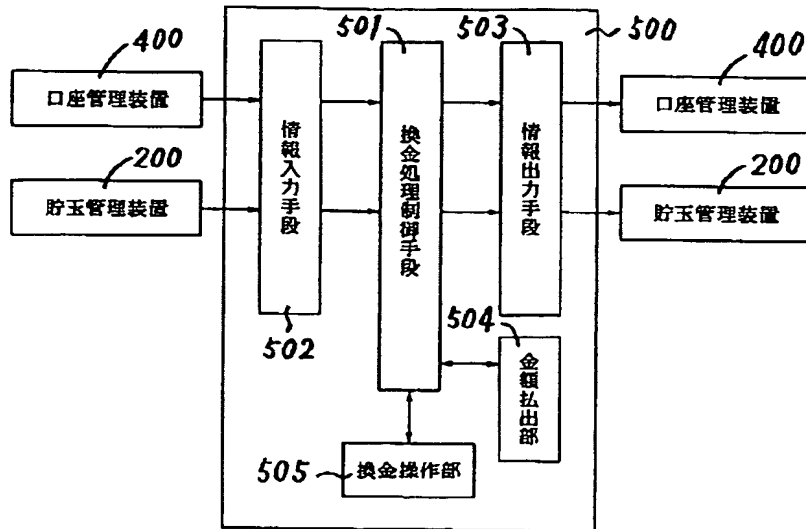 501
503
500
400
口座管理装置
400
口座管理装置
200
貯玉管理装置
200
貯玉管理装置
情報入力手段
502
換金処理制御手段
情報出力手段
504
金額払出部
505
換金操作部